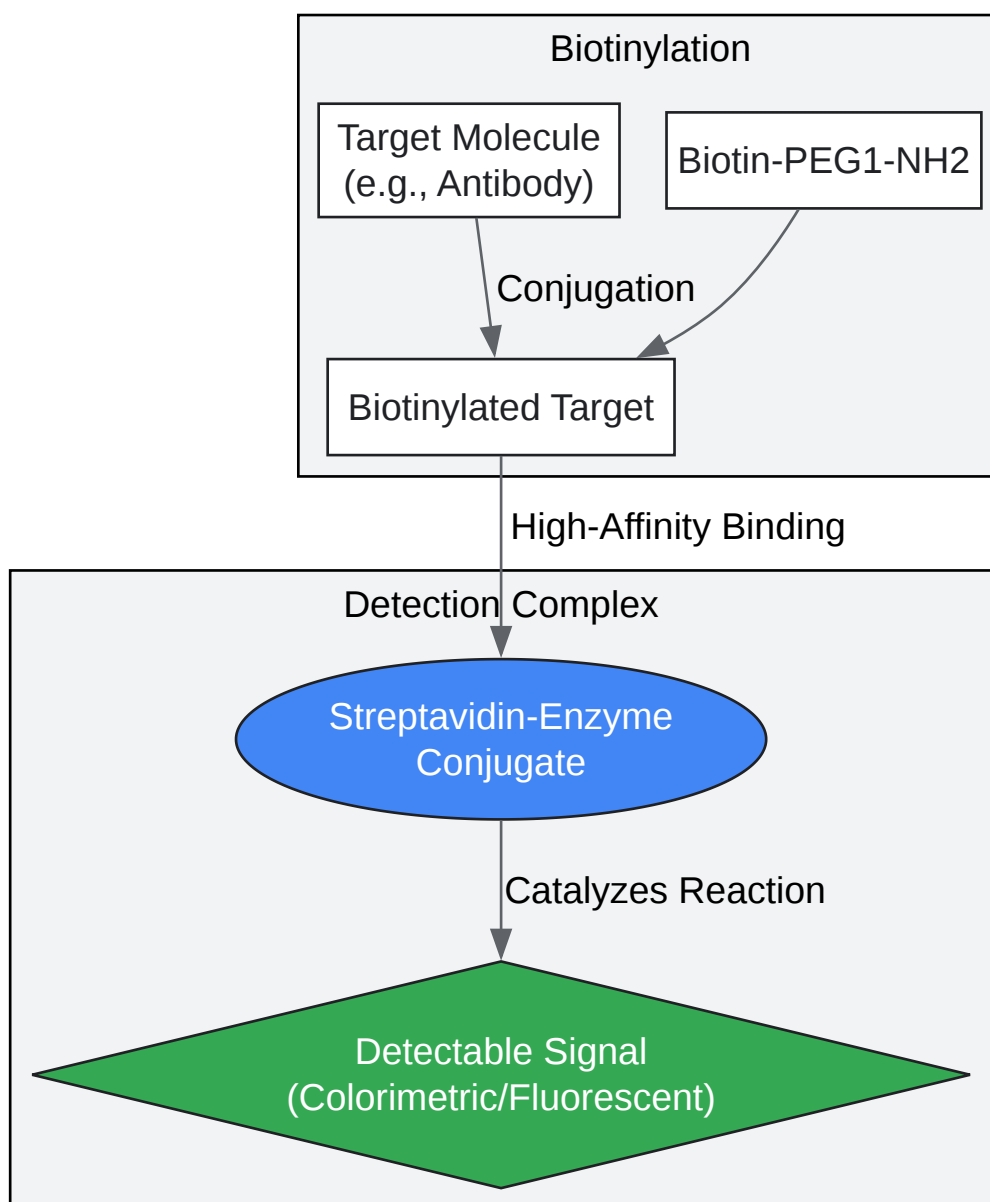 Biotinylation
Target Molecule
(e.g., Antibody)
Biotin-PEG1-NH2
Conjugation
Biotinylated Target
High-Affinity Binding
Detection Complex
Streptavidin-Enzyme
Conjugate
Catalyzes Reaction
Detectable Signal
(Colorimetric/Fluorescent)